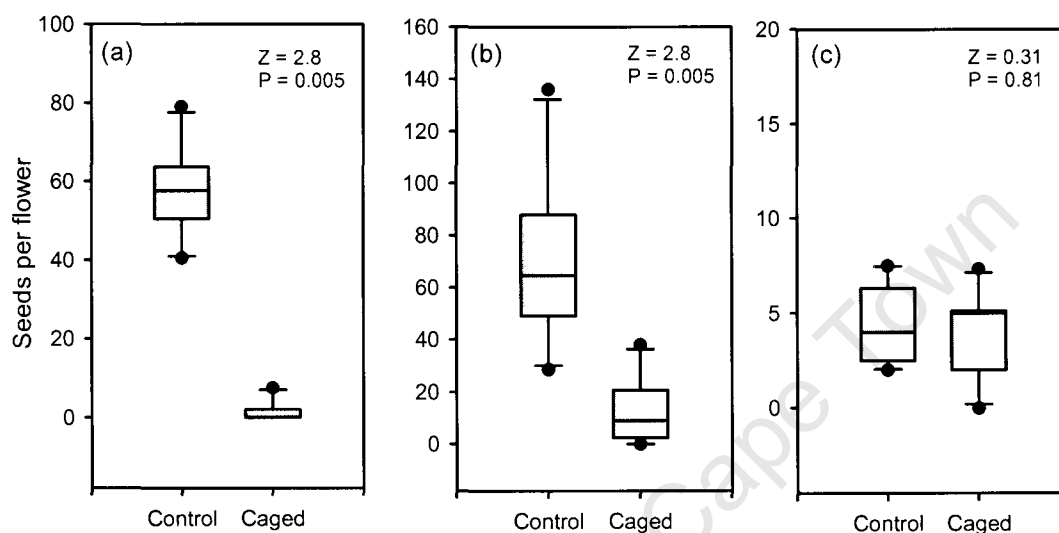 (a)
Z = 2.8
P = 0.005
100
80
60
40
20
0
Seeds per flower
Control Caged
(b)
Z = 2.8
P = 0.005
160
140
120
100
80
60
40
20
0
Control Caged
(c)
Z = 0.31
P = 0.81
20
15
10
5
0
Control Caged
Cape Town